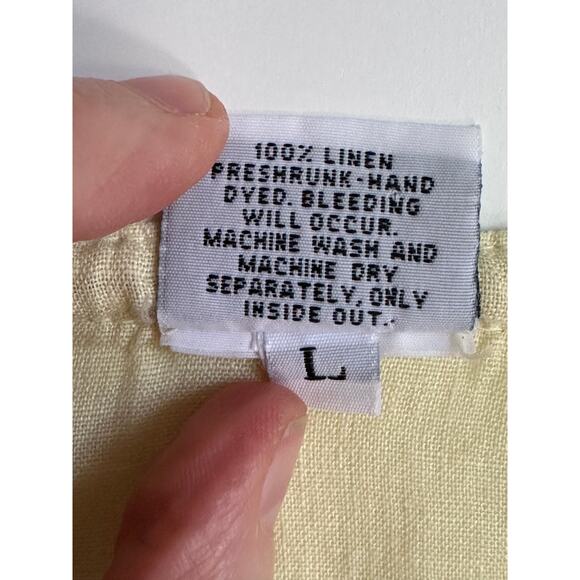 100% LINEN
PRESHRUNK-HAND
DYED. BLEEDING
WILL OCCUR.
MACHINE WASH AND
MACHINE DRY
SEPARATELY, ONLY
INSIDE OUT.
L